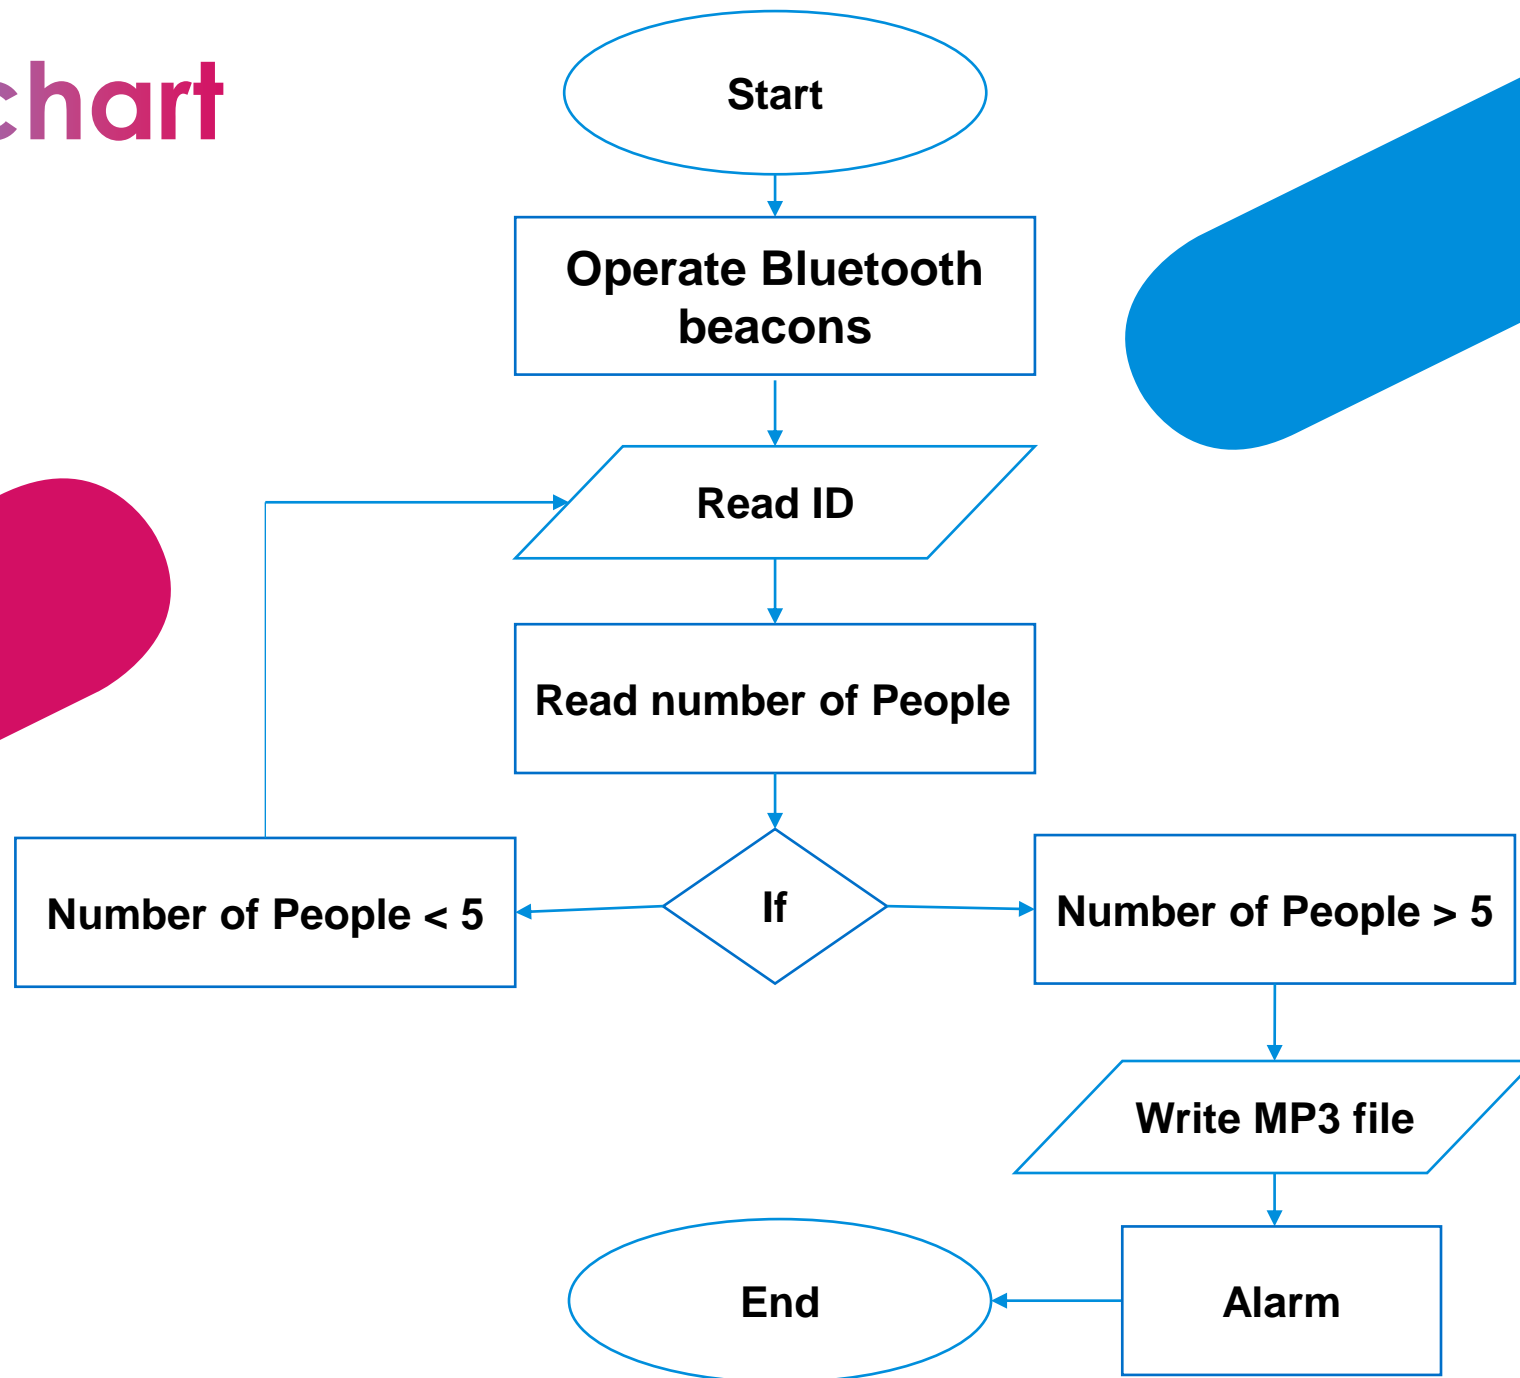 chart
Start
Operate Bluetooth
beacons
Read ID
Read number of People
Number of People < 5
If
Number of People > 5
Write MP3 file
Alarm
End